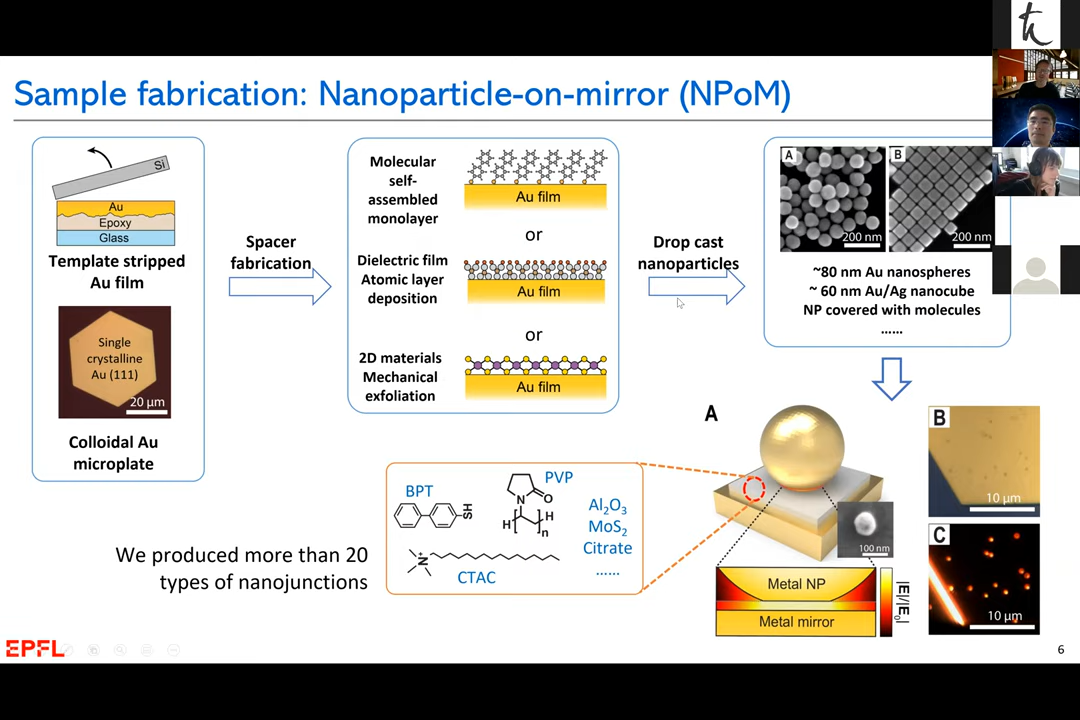 Sample fabrication: Nanoparticle-on-mirror (NPoM)
Si
Au
Epoxy
Glass
Template stripped
Au film
Single
crystalline
Au (111)
20 μm
Colloidal Au
microplate
Spacer
fabrication
Molecular
self-
assembled
monolayer
Au film
or
Dielectric film
Atomic layer
deposition
Au film
or
2D materials
Mechanical
exfoliation
Au film
Drop cast
nanoparticles
A
200 nm
B
200 nm
~80 nm Au nanospheres
~ 60 nm Au/Ag nanocube
NP covered with molecules
......
We produced more than 20
types of nanojunctions
BPT
SH
PVP
N
O
H
H
n
N+
CTAC
Al2O3
MoS2
Citrate
......
A
100 nm
Metal NP
Metal mirror
|E|/|E0|
B
10 μm
C
10 μm
EPFL
6